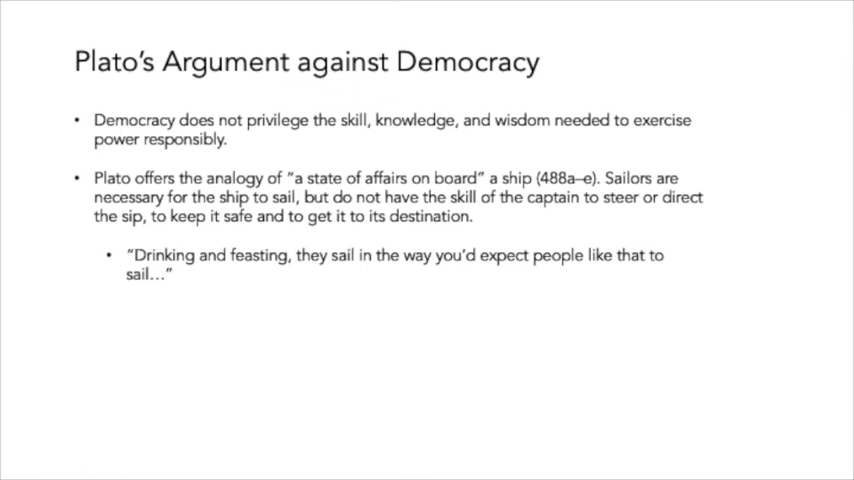 Plato's Argument against Democracy
• Democracy does not privilege the skill, knowledge, and wisdom needed to exercise
power responsibly.
• Plato offers the analogy of "a state of affairs on board" a ship (488a–e). Sailors are
necessary for the ship to sail, but do not have the skill of the captain to steer or direct
the sip, to keep it safe and to get it to its destination.
• "Drinking and feasting, they sail in the way you'd expect people like that to
sail…"